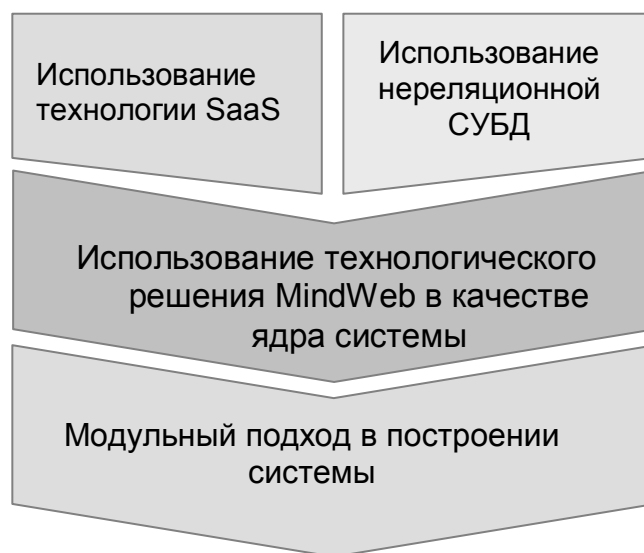 Использование
технологии SaaS
Использование
нереляционной
СУБД
Использование технологического
решения MindWeb в качестве
ядра системы
Модульный подход в построении
системы